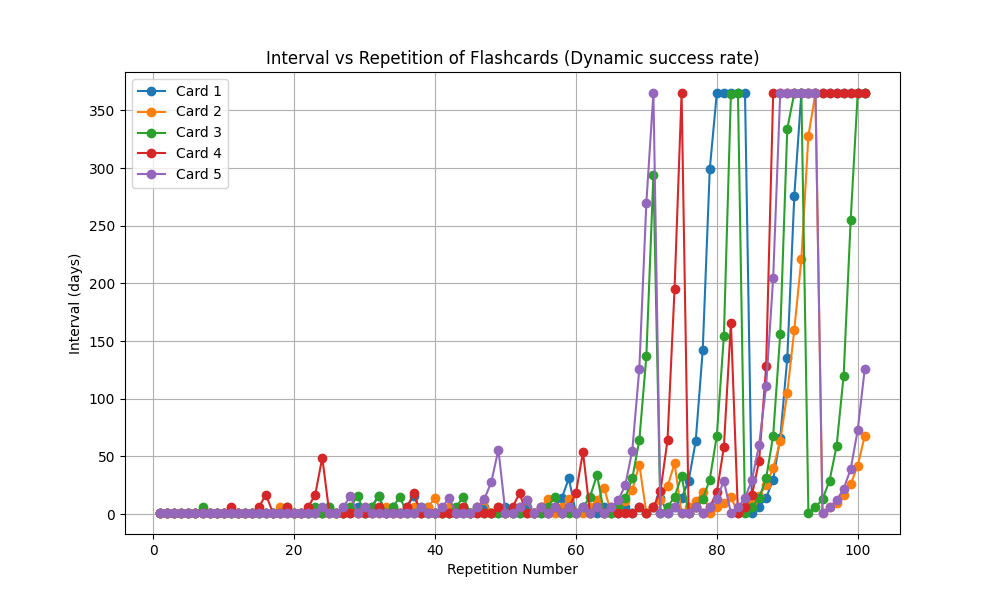 Interval vs Repetition of Flashcards (Dynamic success rate)
Card 1
Card 2
Card 3
Card 4
Card 5
350
300
250
200
150
100
50
0
Interval (days)
0 20 40 60 80 100
Repetition Number